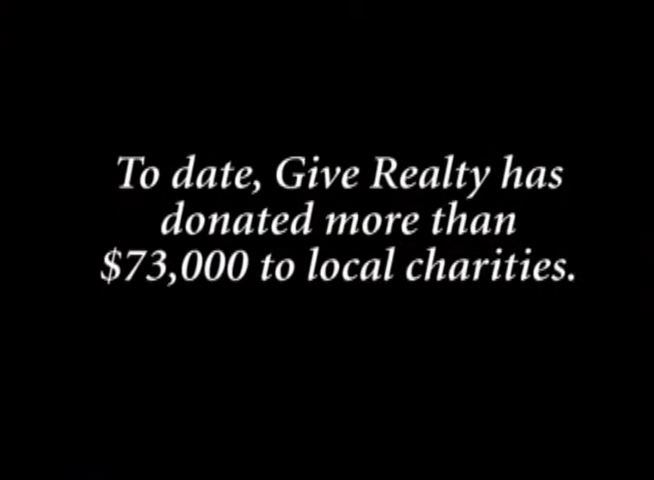 To date, Give Realty has
donated more than
$73,000 to local charities.